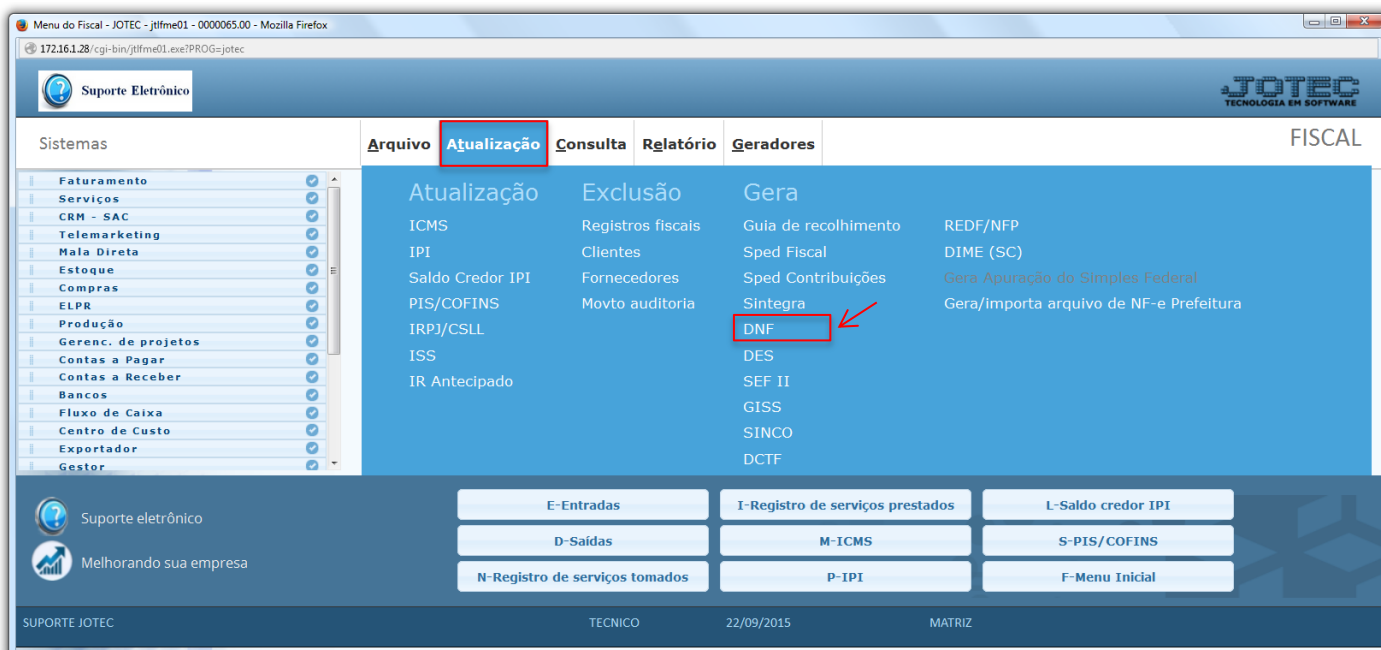 Menu do Fiscal - JOTEC - jtlfme01 - 0000065.00 - Mozilla Firefox
172.16.1.28/cgi-bin/jtlfme01.exe?PROG=jotec
Suporte Eletrônico
JOTEC
TECNOLOGIA EM SOFTWARE
Sistemas
Arquivo Atualização Consulta Relatório Geradores
FISCAL
Faturamento
Serviços
CRM - SAC
Telemarketing
Mala Direta
Estoque
Compras
ELPR
Produção
Gerenc. de projetos
Contas a Pagar
Contas a Receber
Bancos
Fluxo de Caixa
Centro de Custo
Exportador
Gestor
Atualização
ICMS
IPI
Saldo Credor IPI
PIS/COFINS
IRPJ/CSLL
ISS
IR Antecipado
Exclusão
Registros fiscais
Clientes
Fornecedores
Movto auditoria
Gera
Guia de recolhimento
Sped Fiscal
Sped Contribuições
Sintegra
DNF
DES
SEF II
GISS
SINCO
DCTF
REDF/NFP
DIME (SC)
Gera Apuração do Simples Federal
Gera/importa arquivo de NF-e Prefeitura
Suporte eletrônico
Melhorando sua empresa
E-Entradas
I-Registro de serviços prestados
L-Saldo credor IPI
D-Saídas
M-ICMS
S-PIS/COFINS
N-Registro de serviços tomados
P-IPI
F-Menu Inicial
SUPORTE JOTEC TECNICO 22/09/2015 MATRIZ